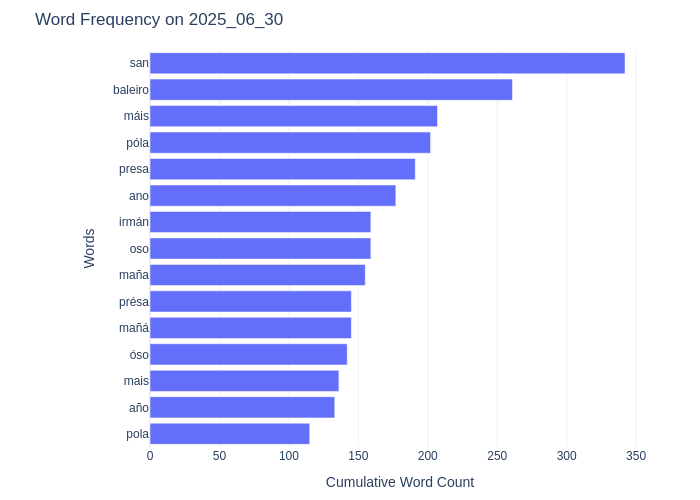 Word Frequency on 2025_06_30
san
baleiro
máis
póla
presa
ano
irmán
oso
maña
présa
mañá
óso
mais
año
pola
Words
0 50 100 150 200 250 300 350
Cumulative Word Count